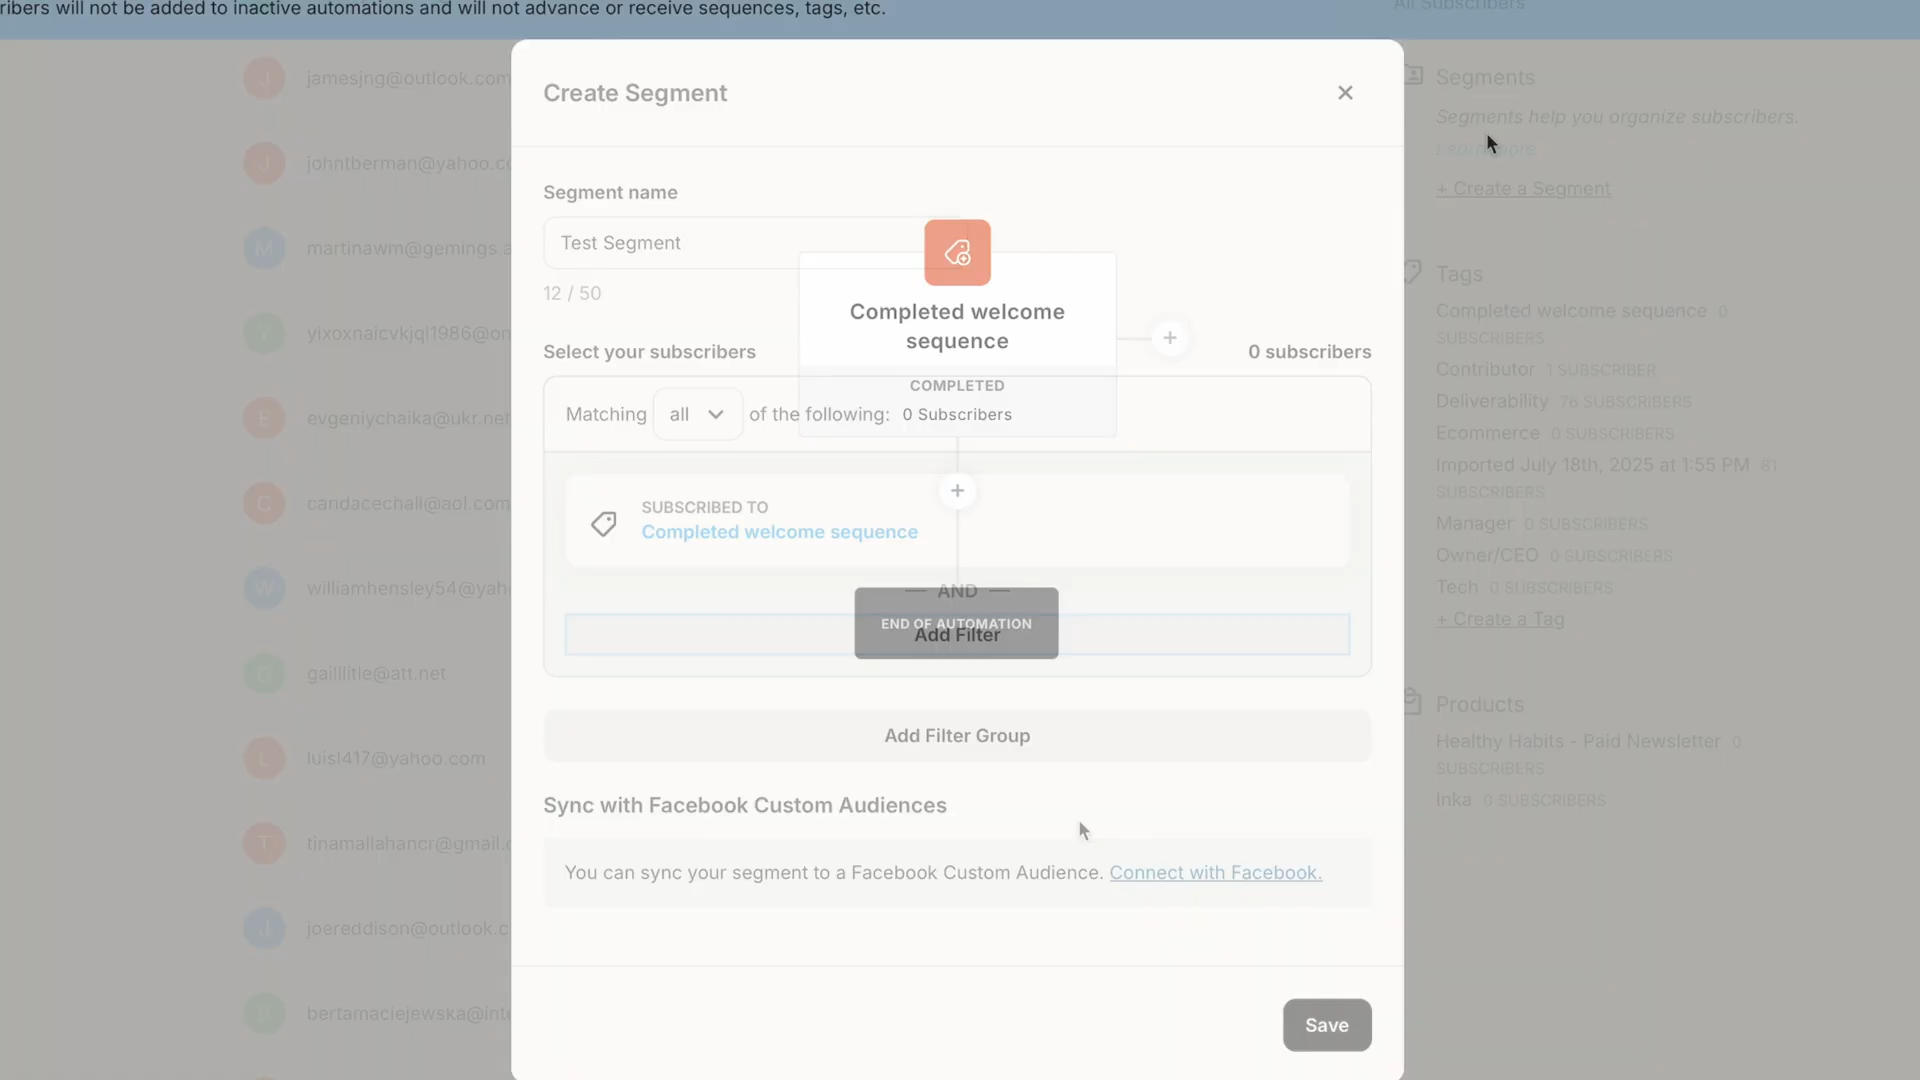 ribers will not be added to inactive automations and will not advance or receive sequences, tags, etc.
All Subscribers
J jamesjng@outlook.com
J johntberman@yahoo.co
M martinawm@gemings.a
Y yixoxnaicvkjql1986@on
E evgeniychaika@ukr.net
C candacechall@aol.com
W williamhensley54@yah
G gailllitle@att.net
L luisl417@yahoo.com
T tinamallahancr@gmail.c
J joereddison@outlook.c
bertamaciejewska@inte
Create Segment
Segment name
Test Segment
12 / 50
Select your subscribers
0 subscribers
Matching all of the following:
SUBSCRIBED TO
Completed welcome sequence
AND
Add Filter
Add Filter Group
Sync with Facebook Custom Audiences
You can sync your segment to a Facebook Custom Audience. Connect with Facebook.
Save
Completed welcome
sequence
COMPLETED
0 Subscribers
END OF AUTOMATION
Segments
Segments help you organize subscribers.
Learn more
+ Create a Segment
Tags
Completed welcome sequence 0
SUBSCRIBERS
Contributor 1 SUBSCRIBER
Deliverability 76 SUBSCRIBERS
Ecommerce 0 SUBSCRIBERS
Imported July 18th, 2025 at 1:55 PM 81
SUBSCRIBERS
Manager 0 SUBSCRIBERS
Owner/CEO 0 SUBSCRIBERS
Tech 0 SUBSCRIBERS
+ Create a Tag
Products
Healthy Habits - Paid Newsletter 0
SUBSCRIBERS
Inka 0 SUBSCRIBERS